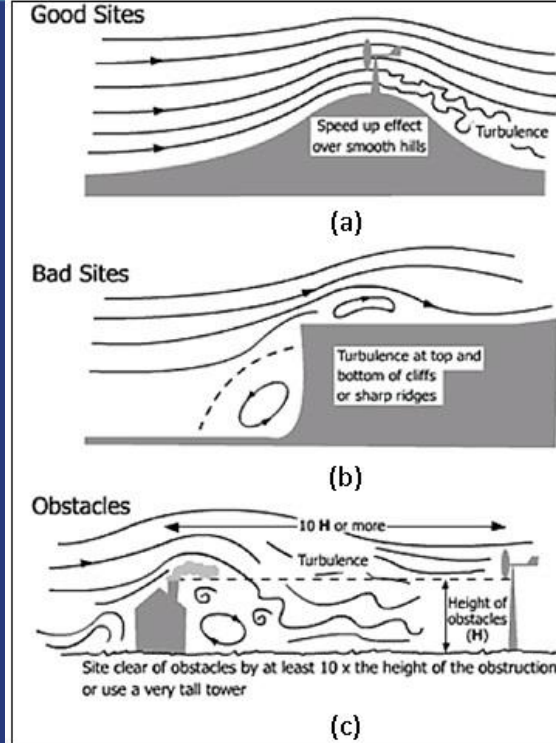 Good Sites
Speed up effect
over smooth hills
Turbulence
(a)
Bad Sites
Turbulence at top and
bottom of cliffs
or sharp ridges
(b)
Obstacles
10 H or more
Turbulence
Height of
obstacles
(H)
Site clear of obstacles by at least 10 x the height of the obstruction
or use a very tall tower
(c)